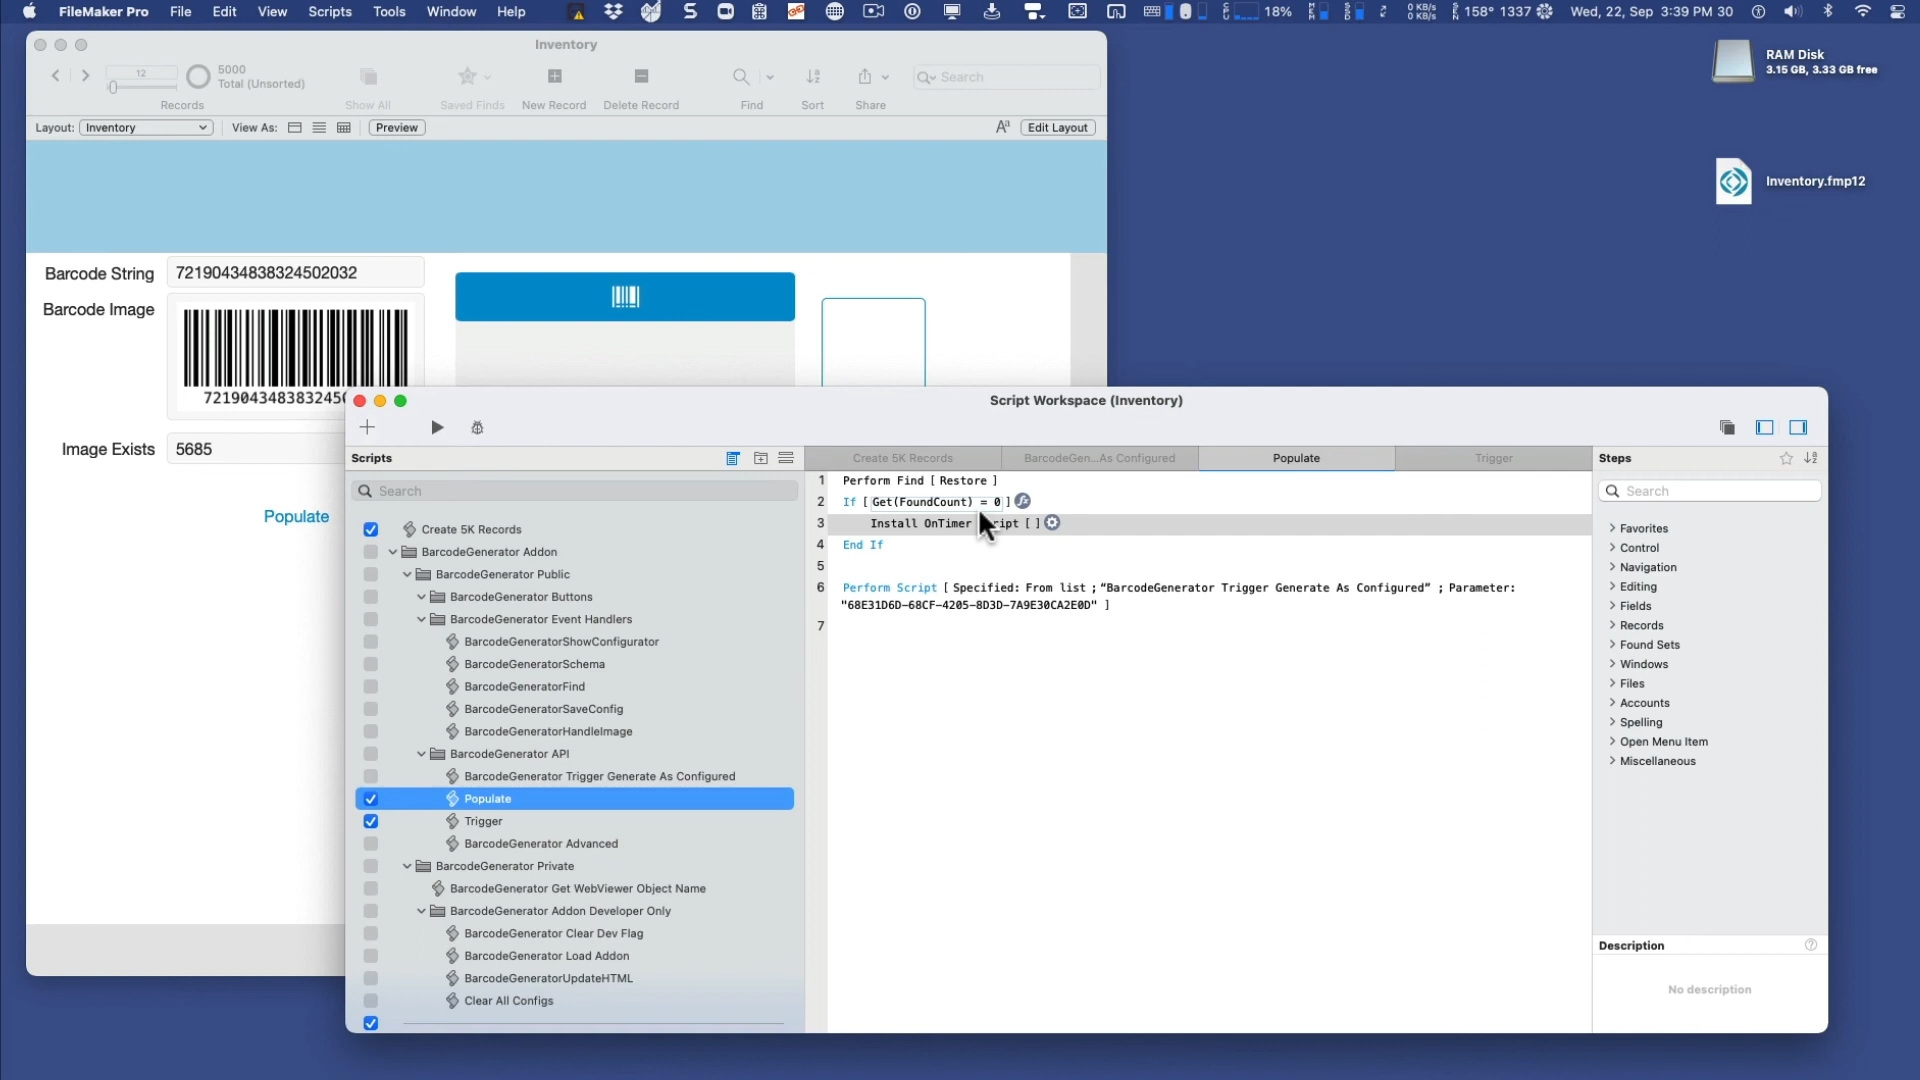 FileMaker Pro File Edit View Scripts Tools Window Help
18% 0 KB/s 0 KB/s 158° 1337 Wed, 22, Sep 3:39 PM 30
RAM Disk
3.15 GB, 3.33 GB free
Inventory.fmp12
Inventory
12
5000
Total (Unsorted)
Search
Records Show All Saved Finds New Record Delete Record Find Sort Share
Layout: Inventory View As: Preview Aa Edit Layout
Barcode String 72190434838324502032
Barcode Image
Image Exists 5685
Populate
Script Workspace (Inventory)
Scripts
Search
Create 5K Records
BarcodeGenerator Addon
BarcodeGenerator Public
BarcodeGenerator Buttons
BarcodeGenerator Event Handlers
BarcodeGeneratorShowConfigurator
BarcodeGeneratorSchema
BarcodeGeneratorFind
BarcodeGeneratorSaveConfig
BarcodeGeneratorHandleImage
BarcodeGenerator API
BarcodeGenerator Trigger Generate As Configured
Populate
Trigger
BarcodeGenerator Advanced
BarcodeGenerator Private
BarcodeGenerator Get WebViewer Object Name
BarcodeGenerator Addon Developer Only
BarcodeGenerator Clear Dev Flag
BarcodeGenerator Load Addon
BarcodeGeneratorUpdateHTML
Clear All Configs
Create 5K Records BarcodeGen...As Configured Populate Trigger
1 Perform Find [ Restore ]
2 If [ Get(FoundCount) = 0 ]
3 Install OnTimer [ ]
4 End If
5
6 Perform Script [ Specified: From list ; “BarcodeGenerator Trigger Generate As Configured” ; Parameter:
"68E31D6D-68CF-4205-8D3D-7A9E30CA2E0D" ]
7
Steps
Search
Favorites
Control
Navigation
Editing
Fields
Records
Found Sets
Windows
Files
Accounts
Spelling
Open Menu Item
Miscellaneous
Description
No description